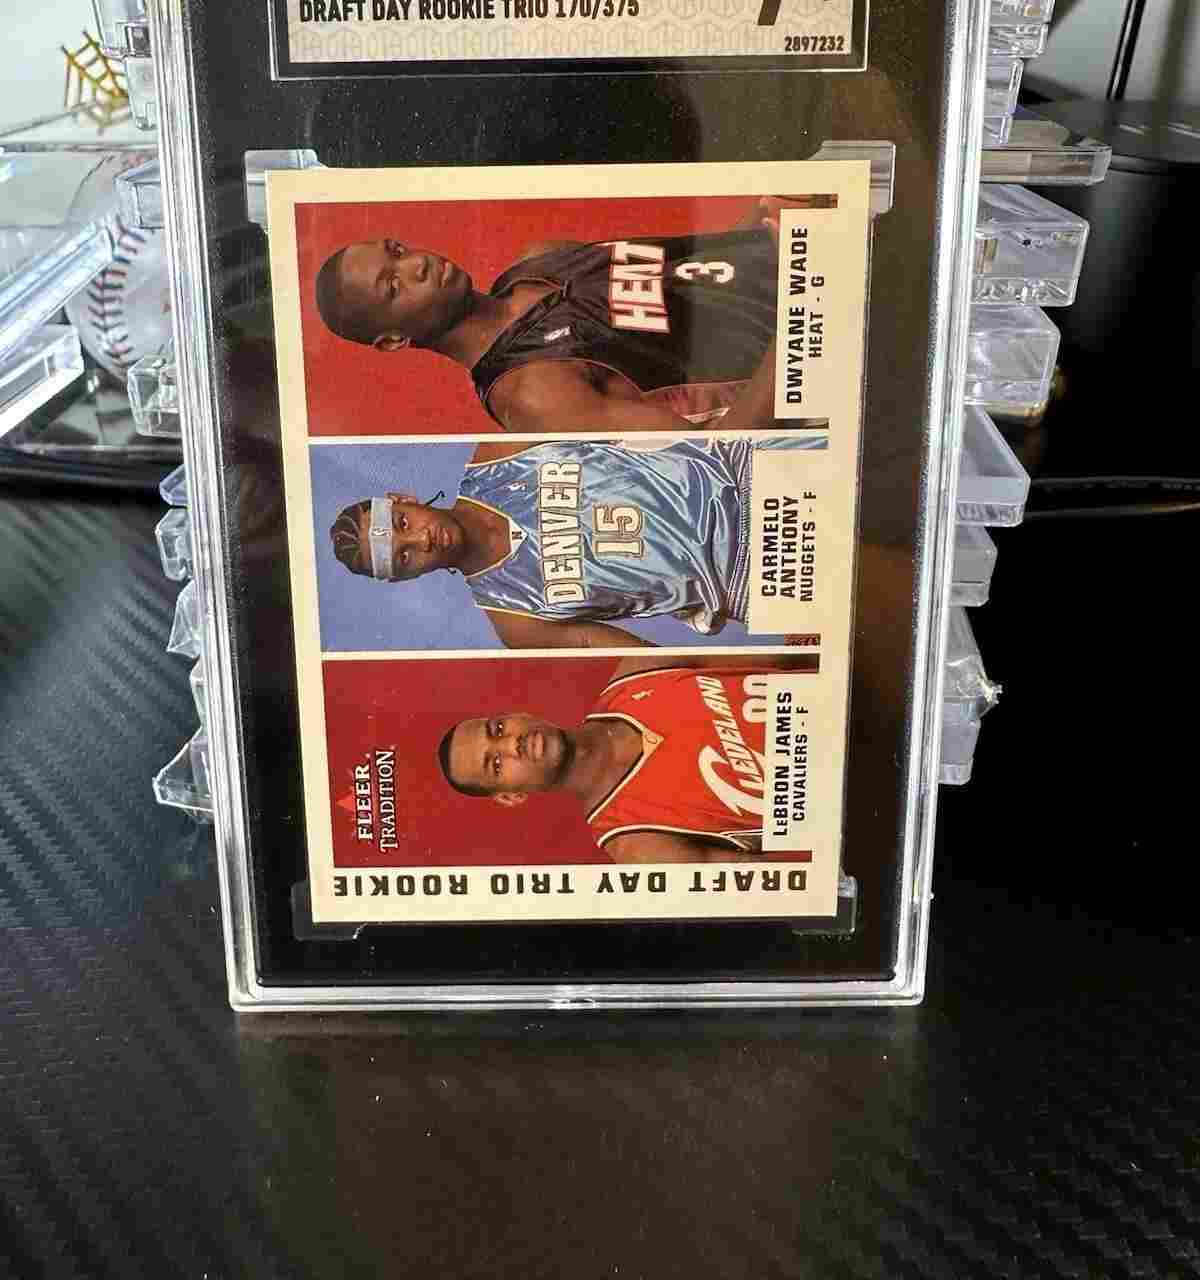 DRAFT DAY ROOKIE TRIO 170/375
2897232
HEAT
3
DWYANE WADE
HEAT - G
DENVER
15
CARMELO
ANTHONY
NUGGETS - F
CLEVELAND
LeBRON JAMES
CAVALIERS - F
FLEER
TRADITION
DRAFT DAY TRIO ROOKIE